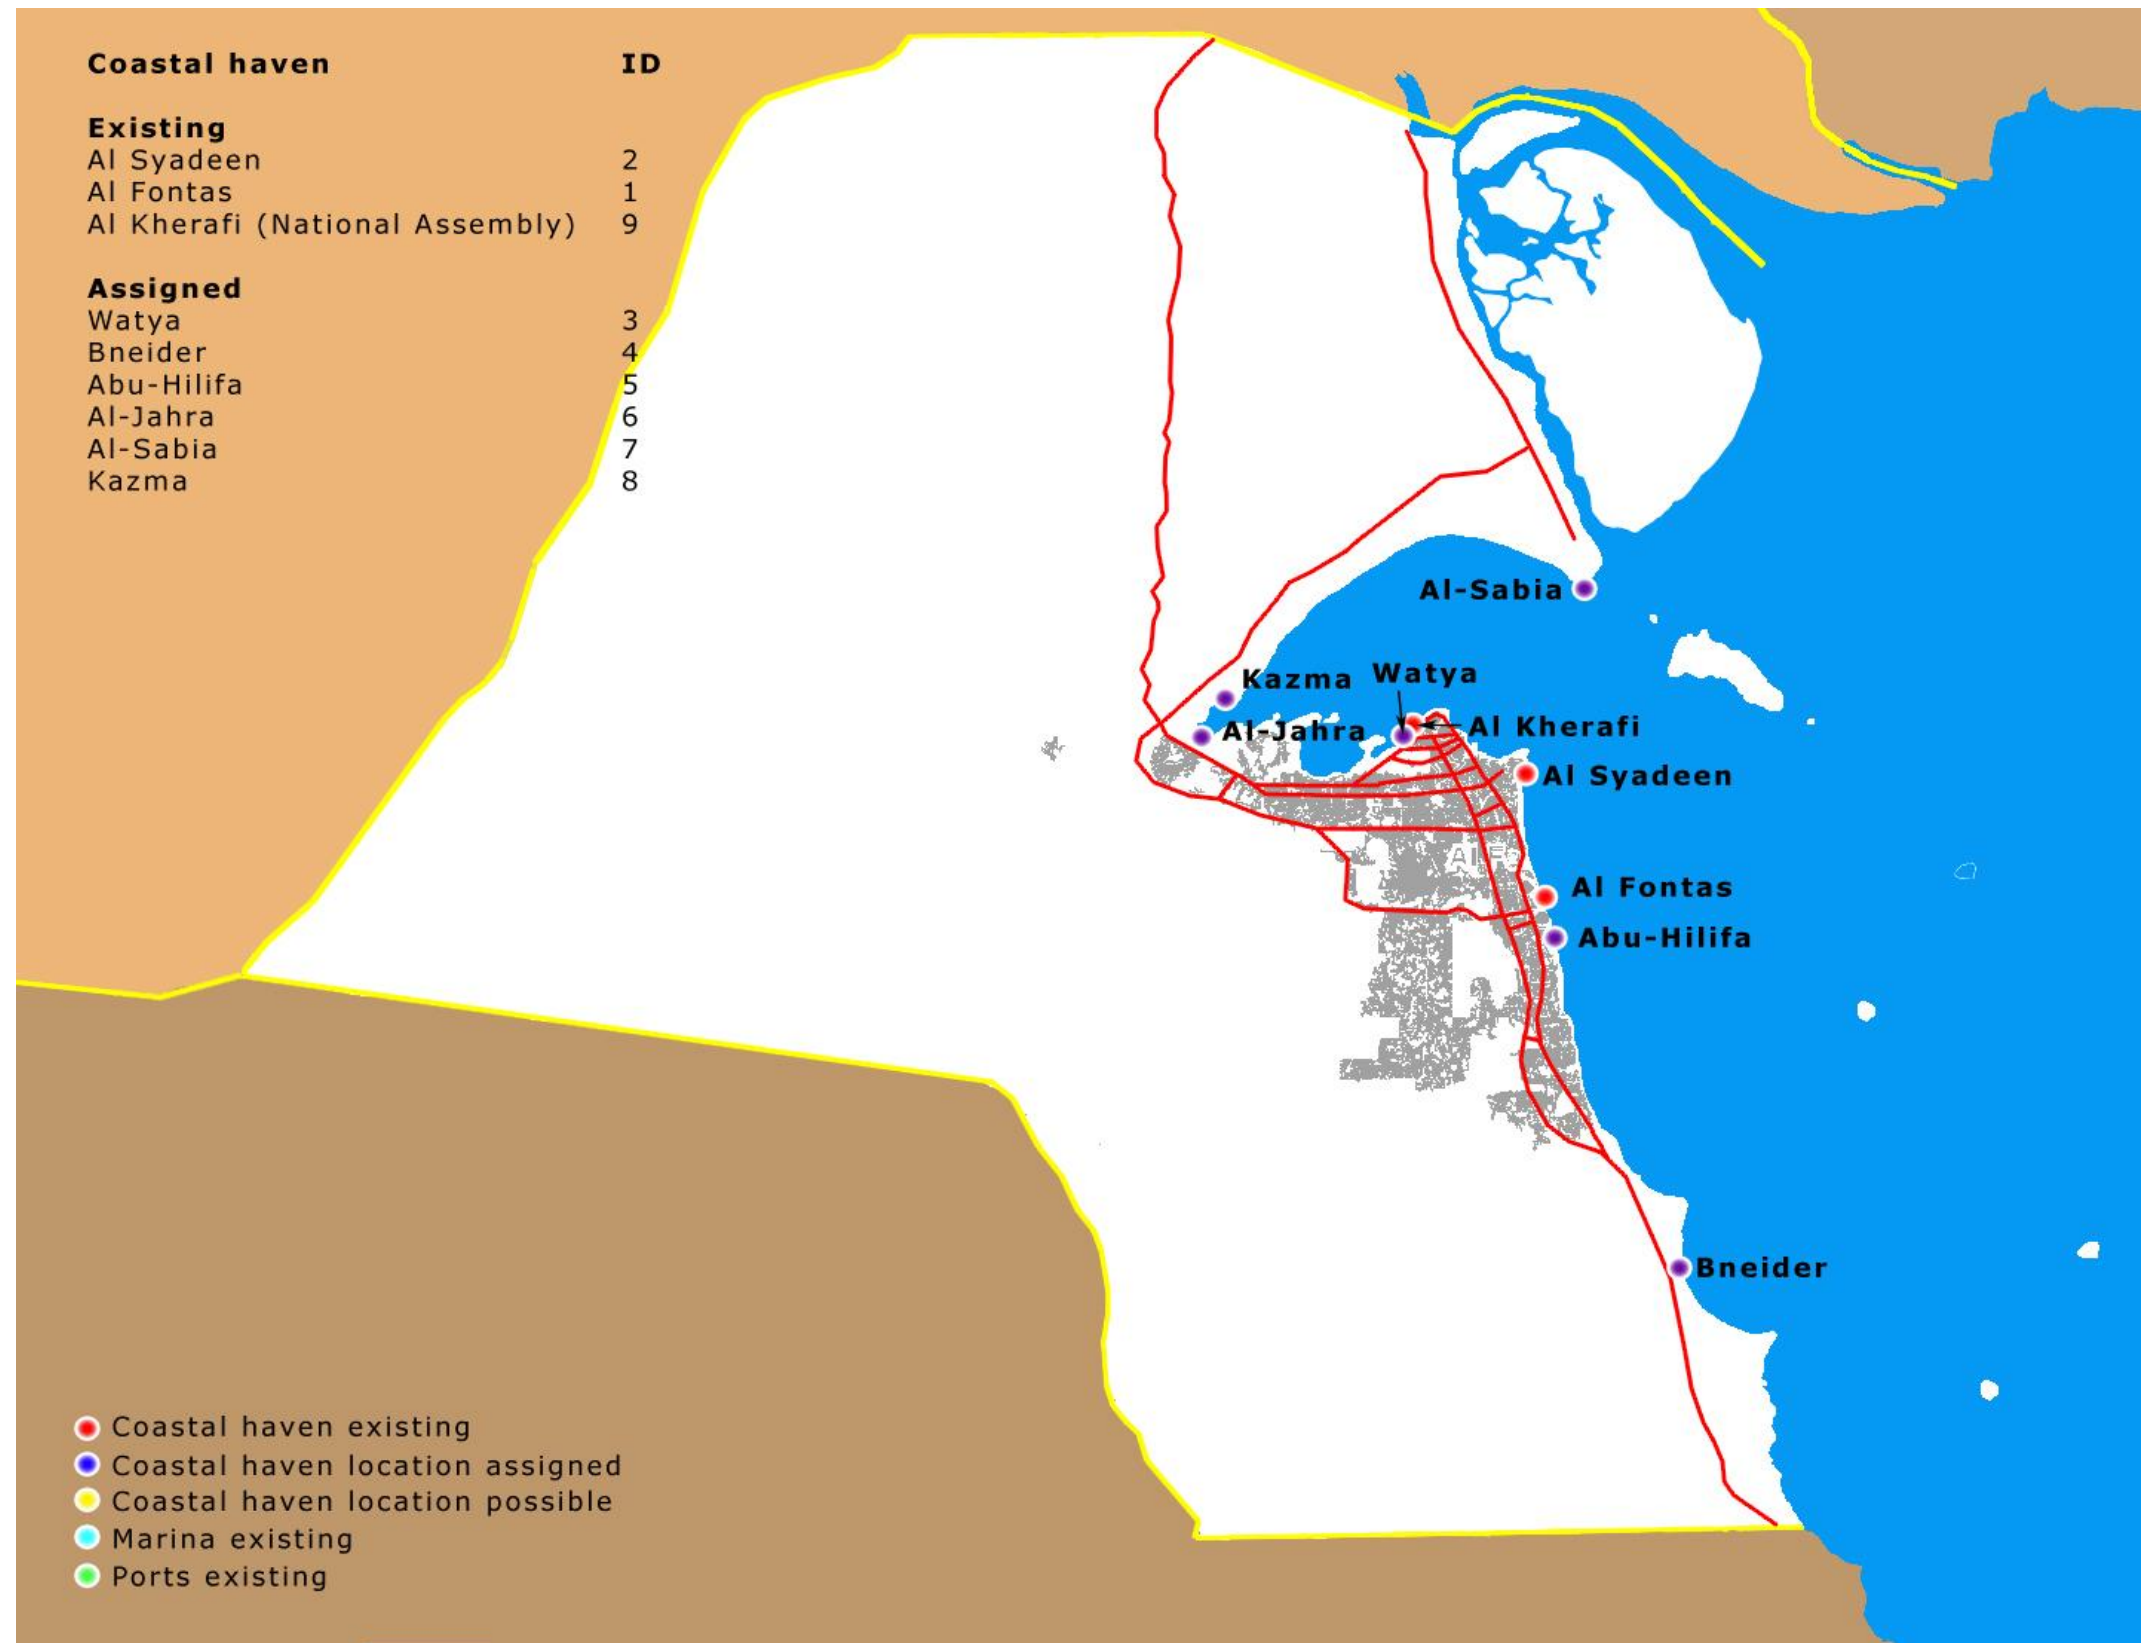 Coastal haven ID
Existing
Al Syadeen 2
Al Fontas 1
Al Kherafi (National Assembly) 9
Assigned
Watya 3
Bneider 4
Abu-Hilifa 5
Al-Jahra 6
Al-Sabia 7
Kazma 8
Al-Sabia
Kazma
Watya
Al-Jahra
Al Kherafi
Al Syadeen
Al Fontas
Abu-Hilifa
Bneider
Coastal haven existing
Coastal haven location assigned
Coastal haven location possible
Marina existing
Ports existing